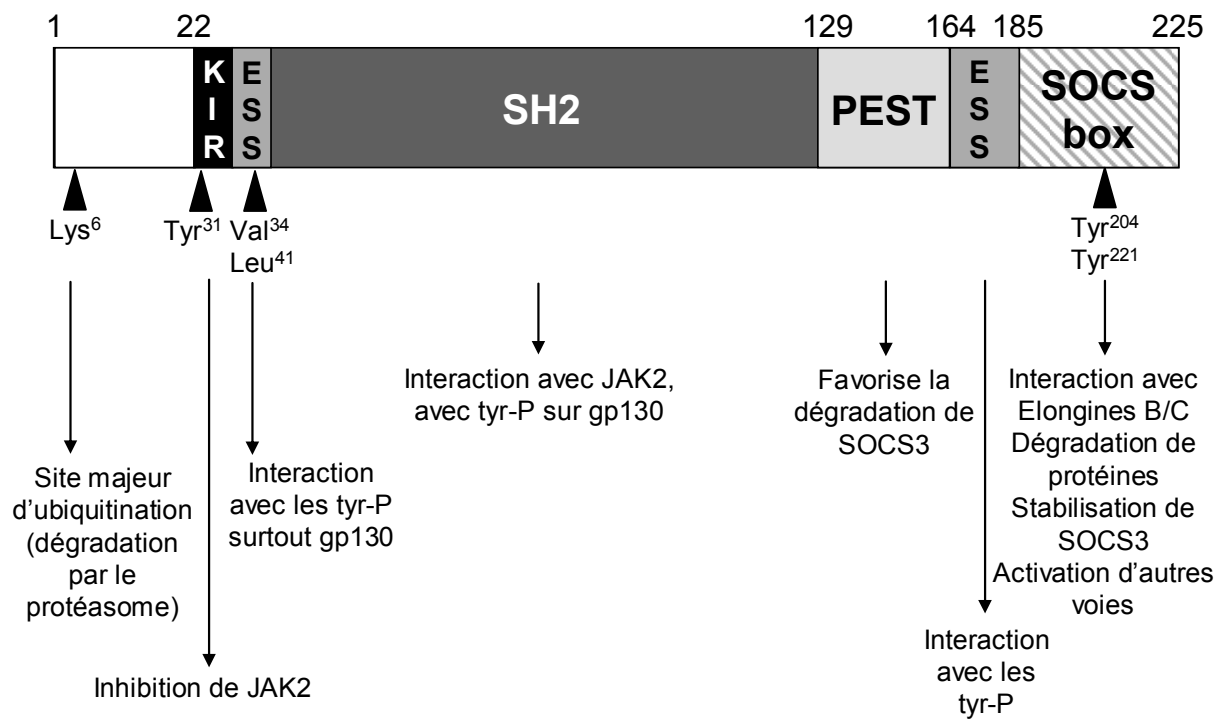 1 22 129 164 185 225
KIR
ESS
SH2
PEST
ESS
SOCS
box
Lys⁶
Tyr³¹
Val³⁴
Leu⁴¹
Tyr²⁰⁴
Tyr²²¹
Site majeur
d'ubiquitination
(dégradation
par le
protéasome)
Inhibition de JAK2
Interaction
avec les tyr-P
surtout gp130
Interaction avec JAK2,
avec tyr-P sur gp130
Favorise la
dégradation de
SOCS3
Interaction
avec les
tyr-P
Interaction avec
Elongines B/C
Dégradation de
protéines
Stabilisation de
SOCS3
Activation d'autres
voies